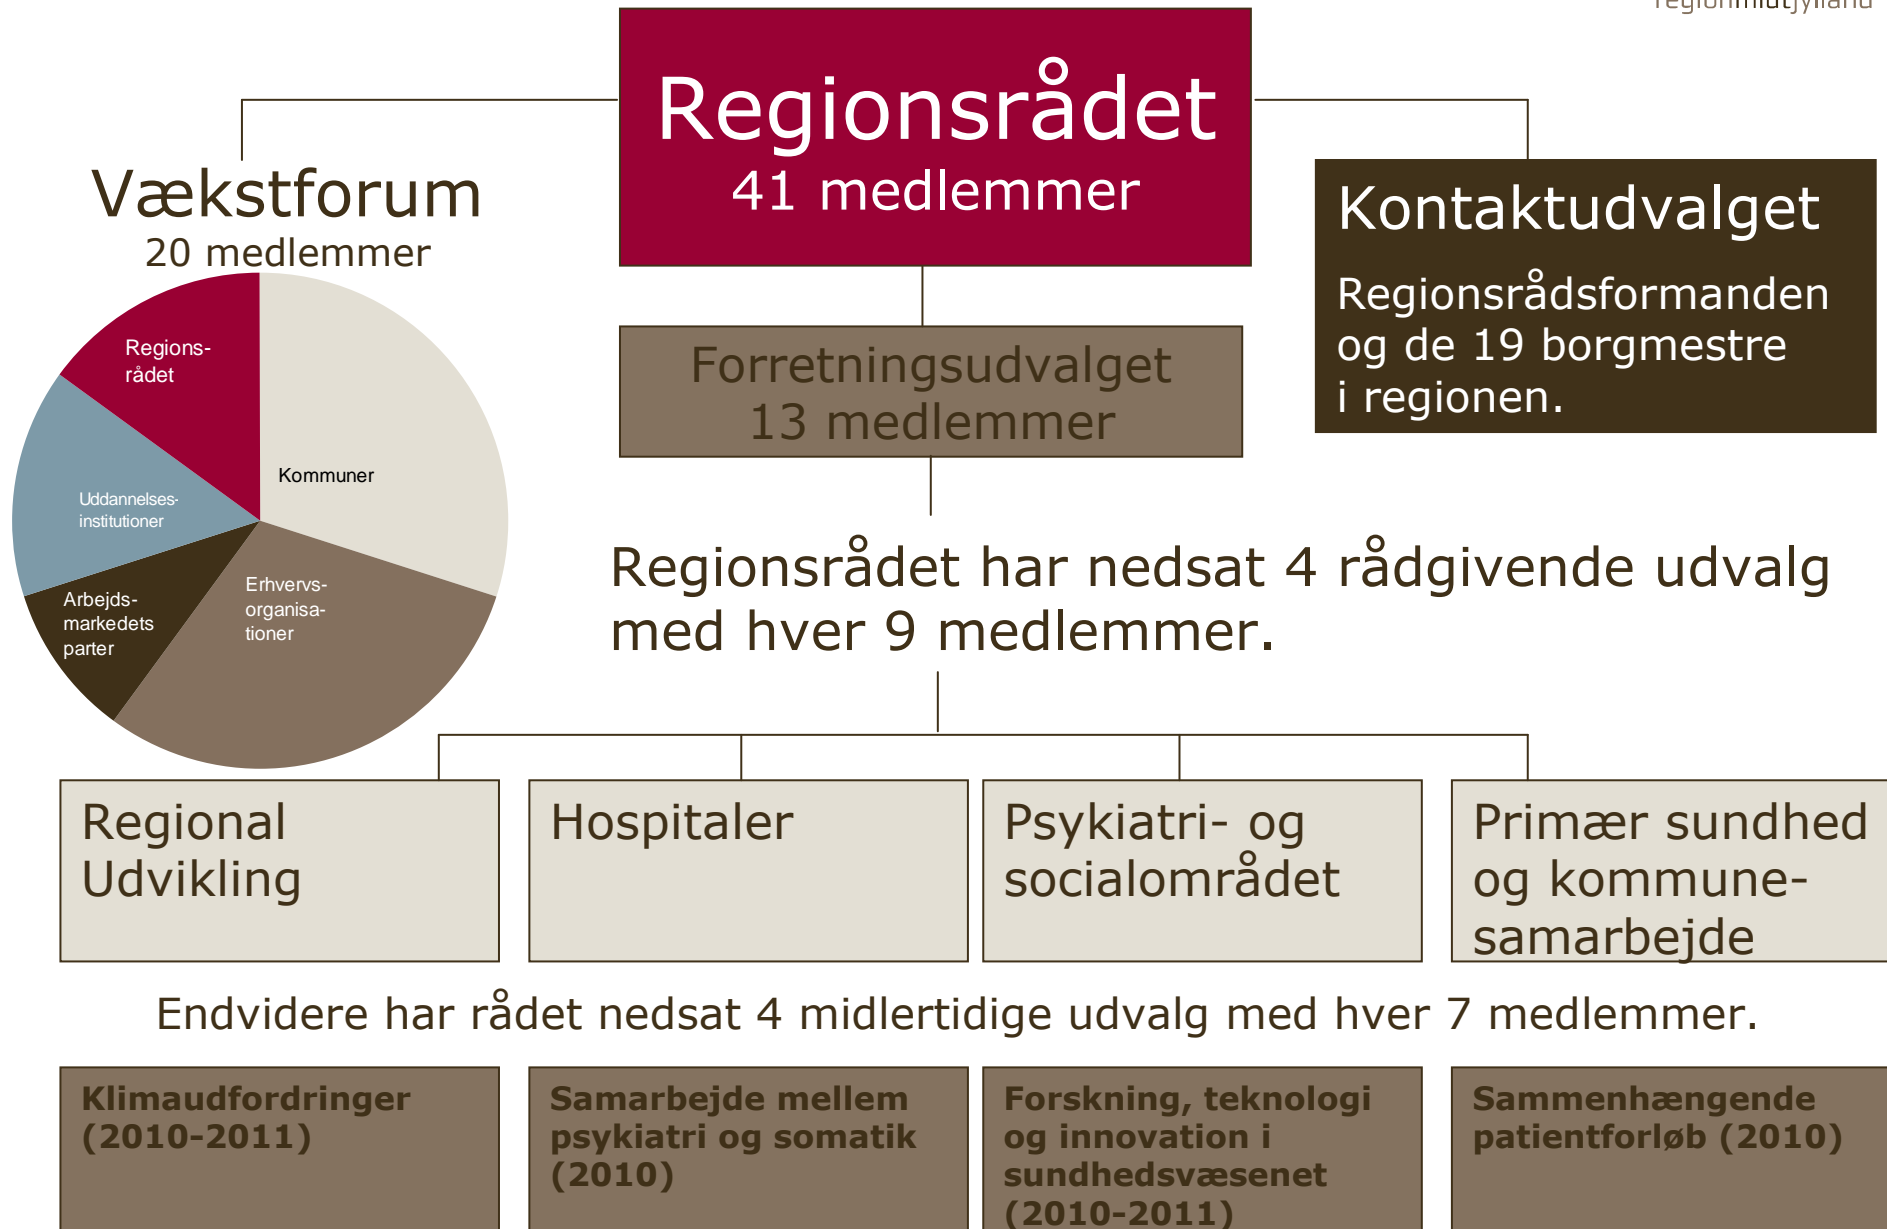 regionmidtjylland
Regionsrådet
41 medlemmer
Vækstforum
20 medlemmer
Regions-
rådet
Kommuner
Uddannelses-
institutioner
Arbejds-
markedets
parter
Erhvervs-
organisa-
tioner
Kontaktudvalget
Regionsrådsformanden
og de 19 borgmestre
i regionen.
Forretningsudvalget
13 medlemmer
Regionsrådet har nedsat 4 rådgivende udvalg
med hver 9 medlemmer.
Regional
Udvikling
Hospitaler
Psykiatri- og
socialområdet
Primær sundhed
og kommune-
samarbejde
Endvidere har rådet nedsat 4 midlertidige udvalg med hver 7 medlemmer.
Klimaudfordringer
(2010-2011)
Samarbejde mellem
psykiatri og somatik
(2010)
Forskning, teknologi
og innovation i
sundhedsvæsenet
(2010-2011)
Sammenhængende
patientforløb (2010)